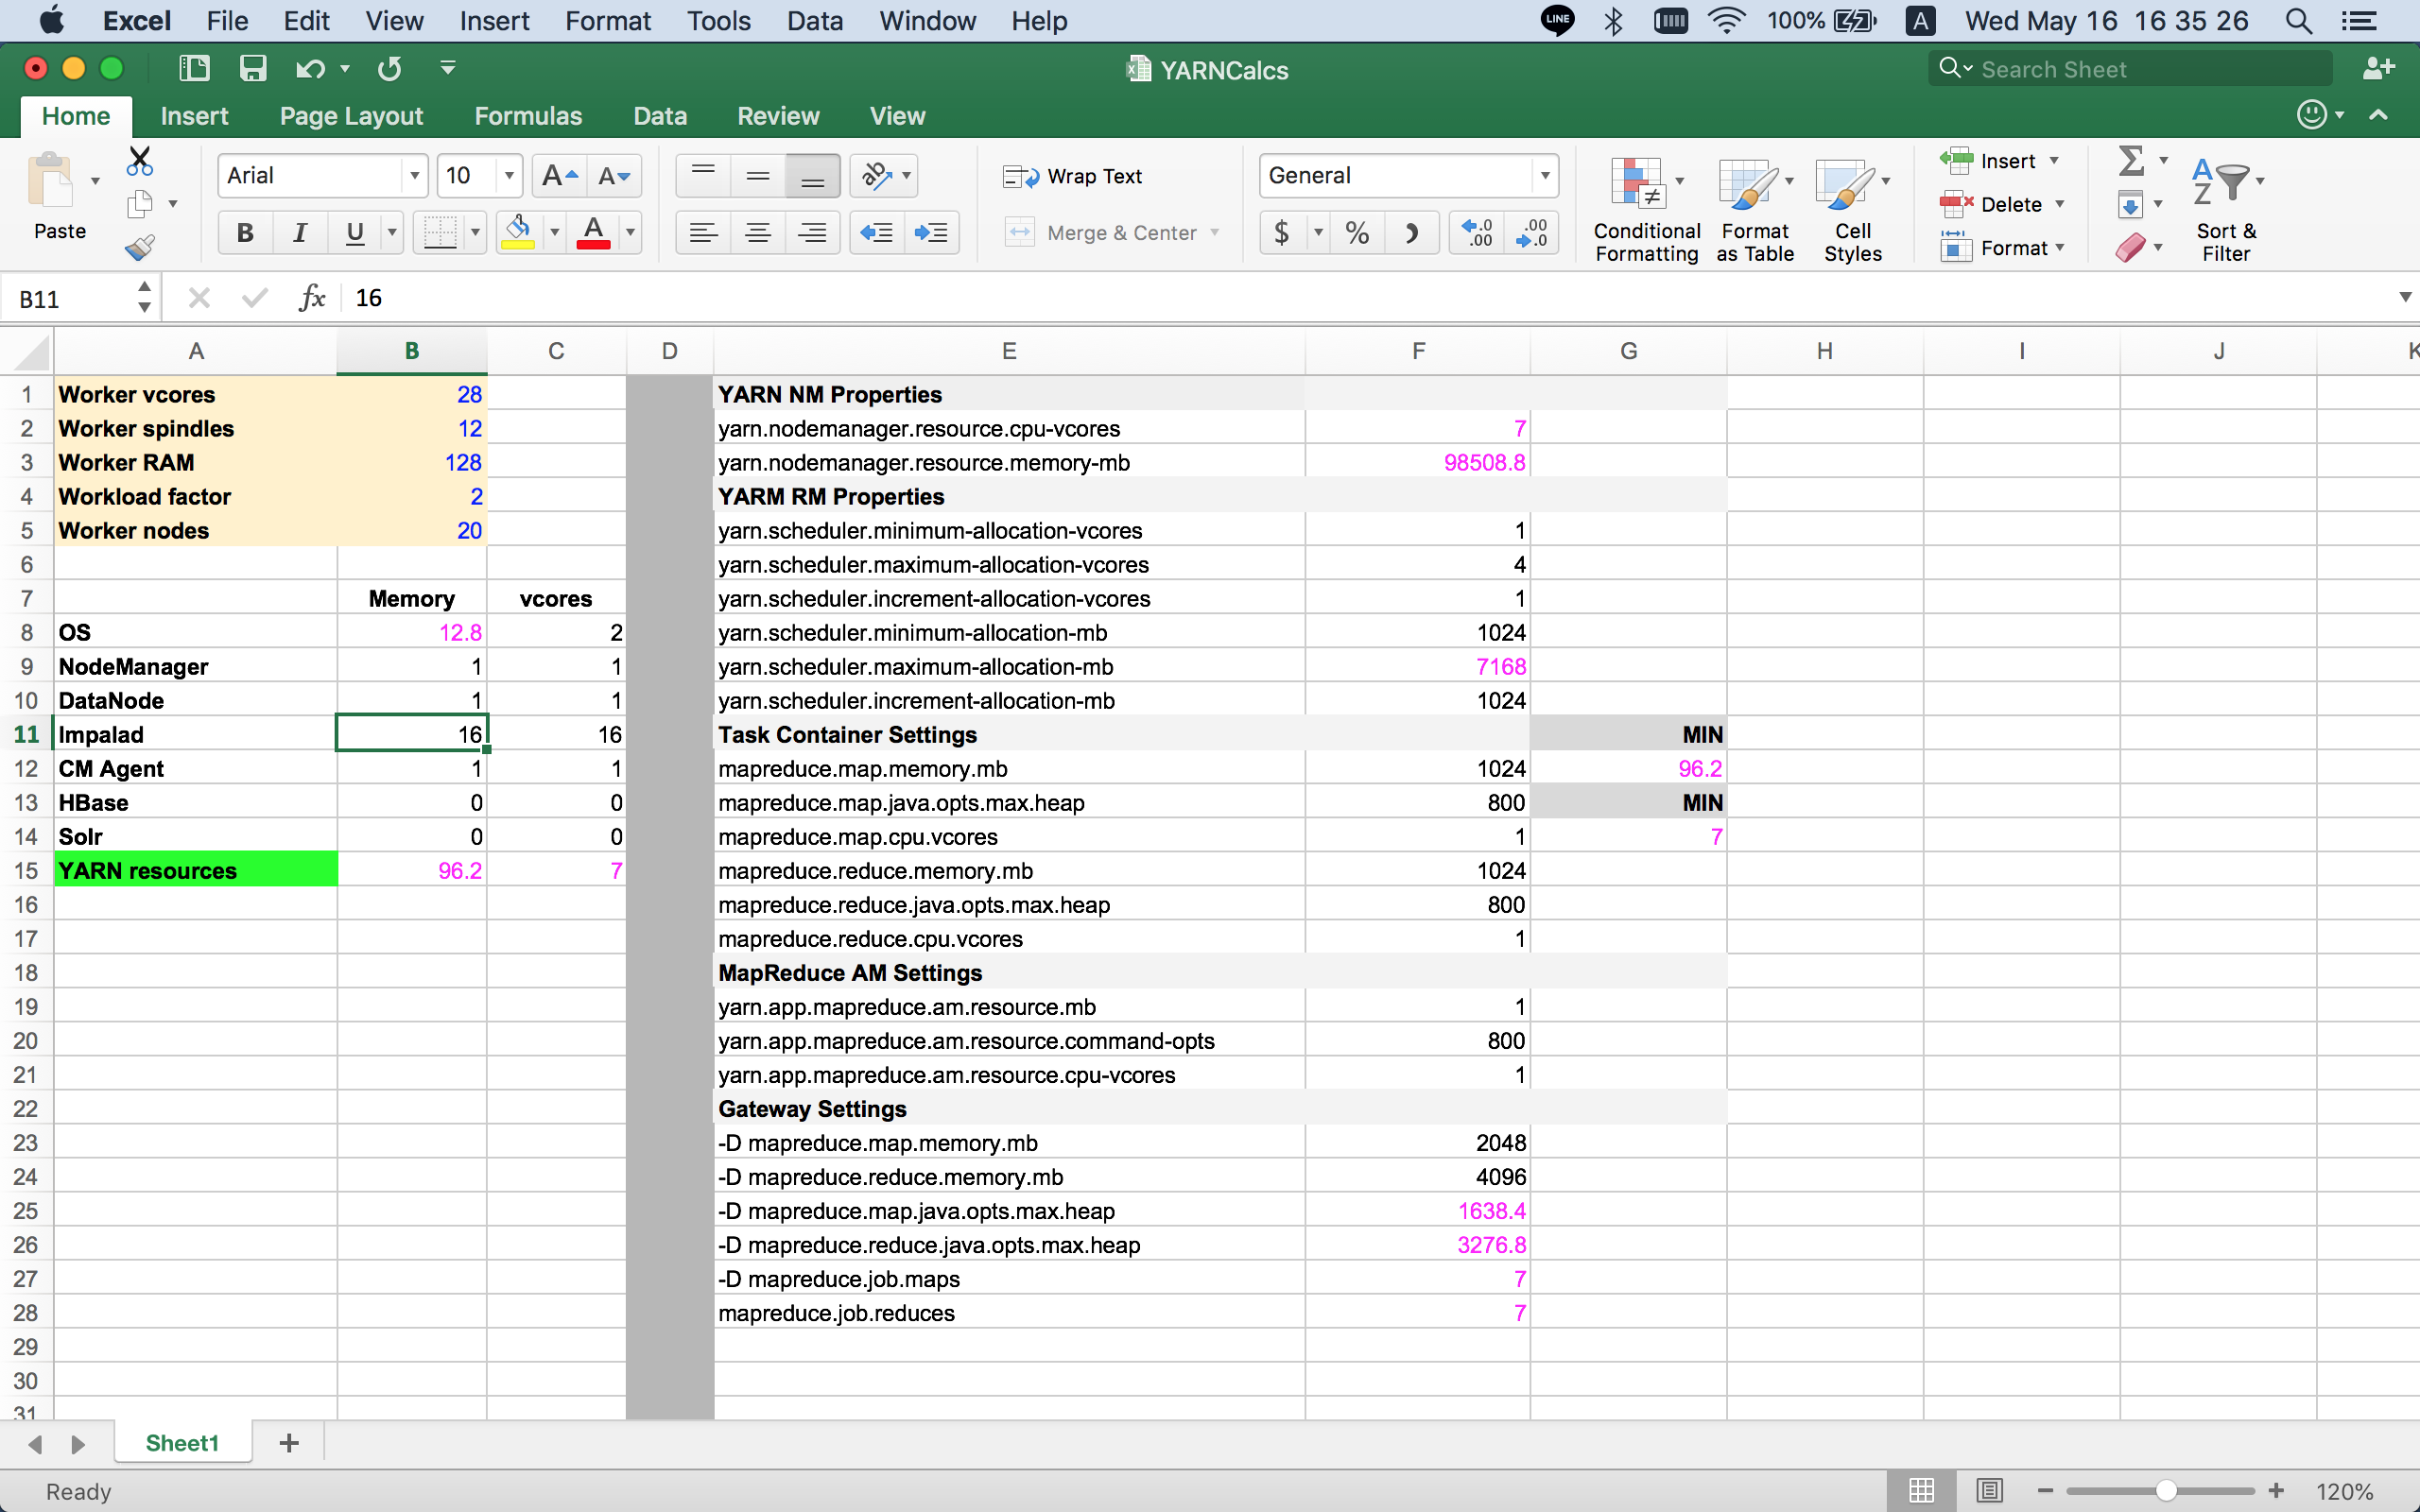 Excel File Edit View Insert Format Tools Data Window Help LINE 100% A Wed May 16 16 35 26
YARNCalcs
Search Sheet
Home Insert Page Layout Formulas Data Review View
Paste
Arial 10 A A
B I U A
ab
Wrap Text
Merge & Center
General
$ % .0 .00 .00 .0
Conditional Formatting
Format as Table
Cell Styles
Insert
Delete
Format
Sort & Filter
B11 fx 16
A B C D E F G H I J K
1 Worker vcores 28 YARN NM Properties
2 Worker spindles 12 yarn.nodemanager.resource.cpu-vcores 7
3 Worker RAM 128 yarn.nodemanager.resource.memory-mb 98508.8
4 Workload factor 2 YARM RM Properties
5 Worker nodes 20 yarn.scheduler.minimum-allocation-vcores 1
6 yarn.scheduler.maximum-allocation-vcores 4
7 Memory vcores yarn.scheduler.increment-allocation-vcores 1
8 OS 12.8 2 yarn.scheduler.minimum-allocation-mb 1024
9 NodeManager 1 1 yarn.scheduler.maximum-allocation-mb 7168
10 DataNode 1 1 yarn.scheduler.increment-allocation-mb 1024
11 Impalad 16 16 Task Container Settings MIN
12 CM Agent 1 1 mapreduce.map.memory.mb 1024 96.2
13 HBase 0 0 mapreduce.map.java.opts.max.heap 800 MIN
14 Solr 0 0 mapreduce.map.cpu.vcores 1 7
15 YARN resources 96.2 7 mapreduce.reduce.memory.mb 1024
16 mapreduce.reduce.java.opts.max.heap 800
17 mapreduce.reduce.cpu.vcores 1
18 MapReduce AM Settings
19 yarn.app.mapreduce.am.resource.mb 1
20 yarn.app.mapreduce.am.resource.command-opts 800
21 yarn.app.mapreduce.am.resource.cpu-vcores 1
22 Gateway Settings
23 -D mapreduce.map.memory.mb 2048
24 -D mapreduce.reduce.memory.mb 4096
25 -D mapreduce.map.java.opts.max.heap 1638.4
26 -D mapreduce.reduce.java.opts.max.heap 3276.8
27 -D mapreduce.job.maps 7
28 mapreduce.job.reduces 7
29
30
31
Sheet1 +
Ready 120%